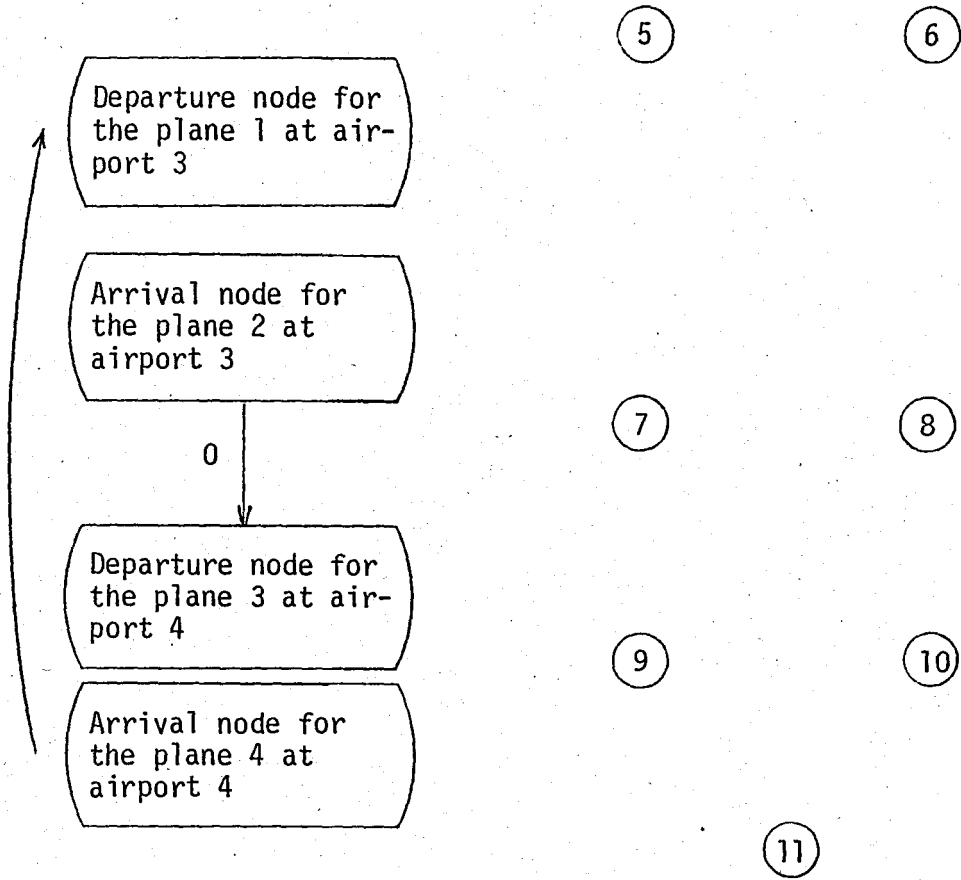 5 6
Departure node for
the plane 1 at air-
port 3
Arrival node for
the plane 2 at
airport 3
7 8
0
Departure node for
the plane 3 at air-
port 4
9 10
Arrival node for
the plane 4 at
airport 4
11